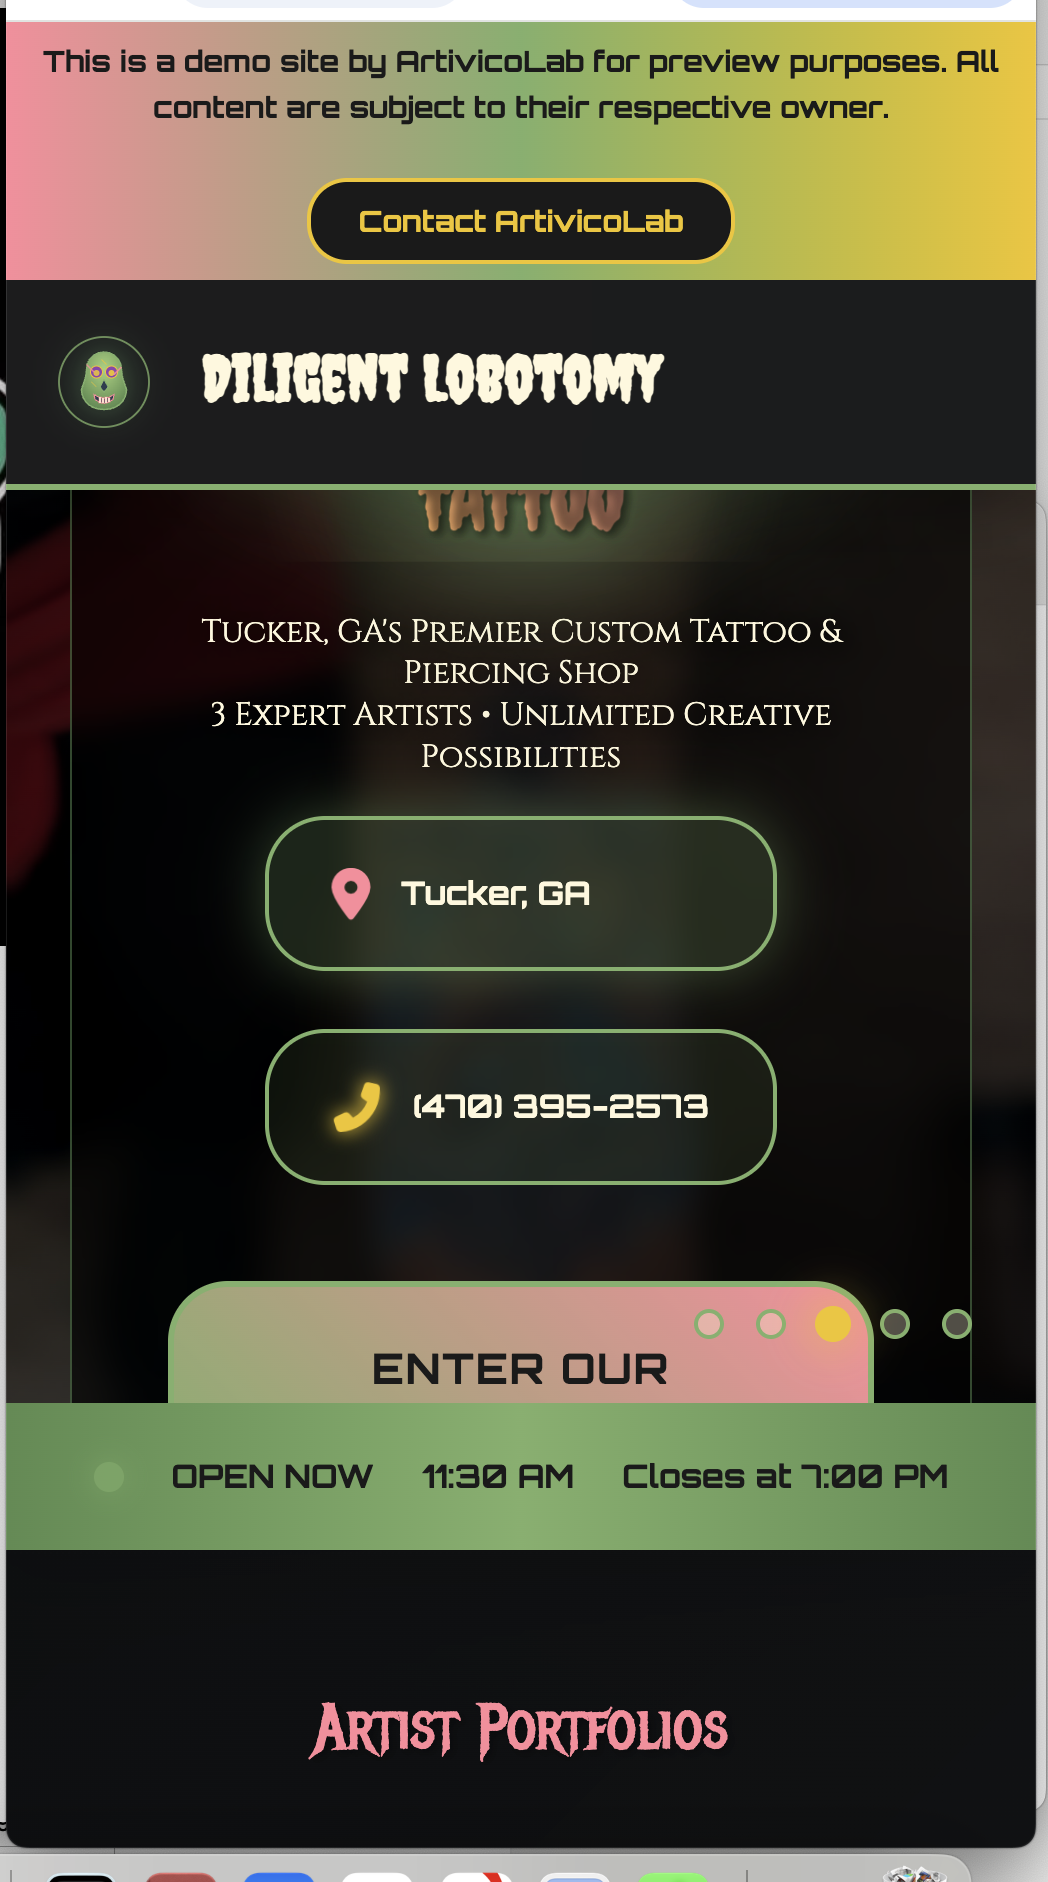 This is a demo site by ArtivicoLab for preview purposes. All
content are subject to their respective owner.
Contact ArtivicoLab
DILIGENT LOBOTOMY
TATTOO
Tucker, GA's Premier Custom Tattoo &
Piercing Shop
3 Expert Artists • Unlimited Creative
Possibilities
Tucker, GA
(470) 395-2573
ENTER OUR
OPEN NOW 11:30 AM Closes at 7:00 PM
Artist Portfolios